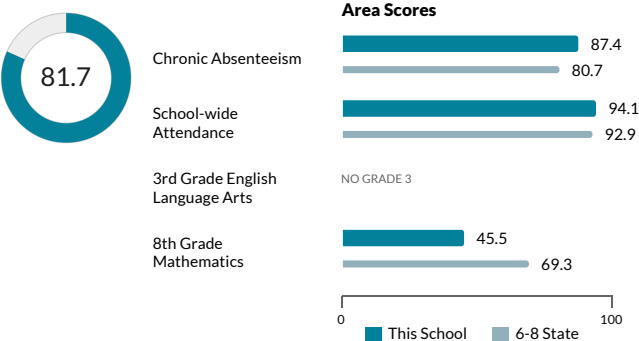 Area Scores
81.7
Chronic Absenteeism
87.4
80.7
School-wide
Attendance
94.1
92.9
3rd Grade English
Language Arts
NO GRADE 3
8th Grade
Mathematics
45.5
69.3
0
100
This School
6-8 State